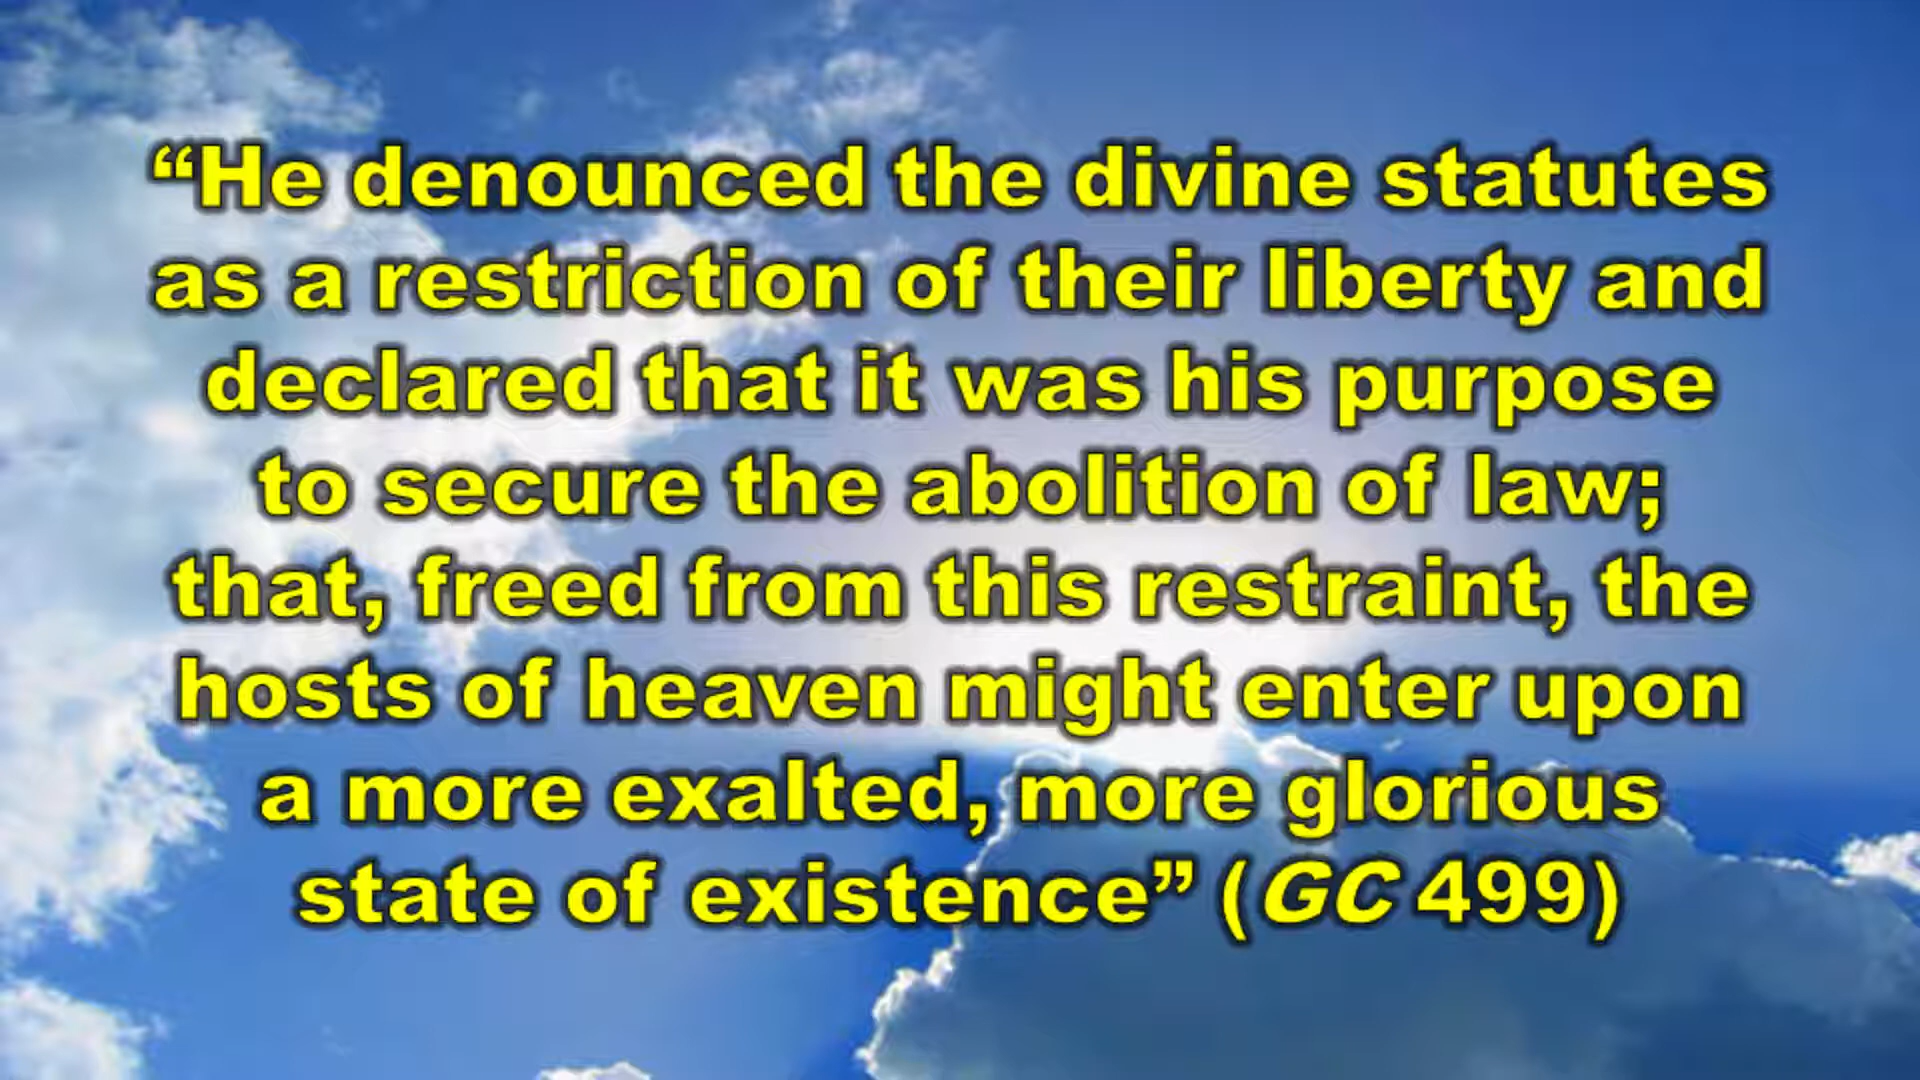 “He denounced the divine statutes
as a restriction of their liberty and
declared that it was his purpose
to secure the abolition of law;
that, freed from this restraint, the
hosts of heaven might enter upon
a more exalted, more glorious
state of existence” (GC 499)